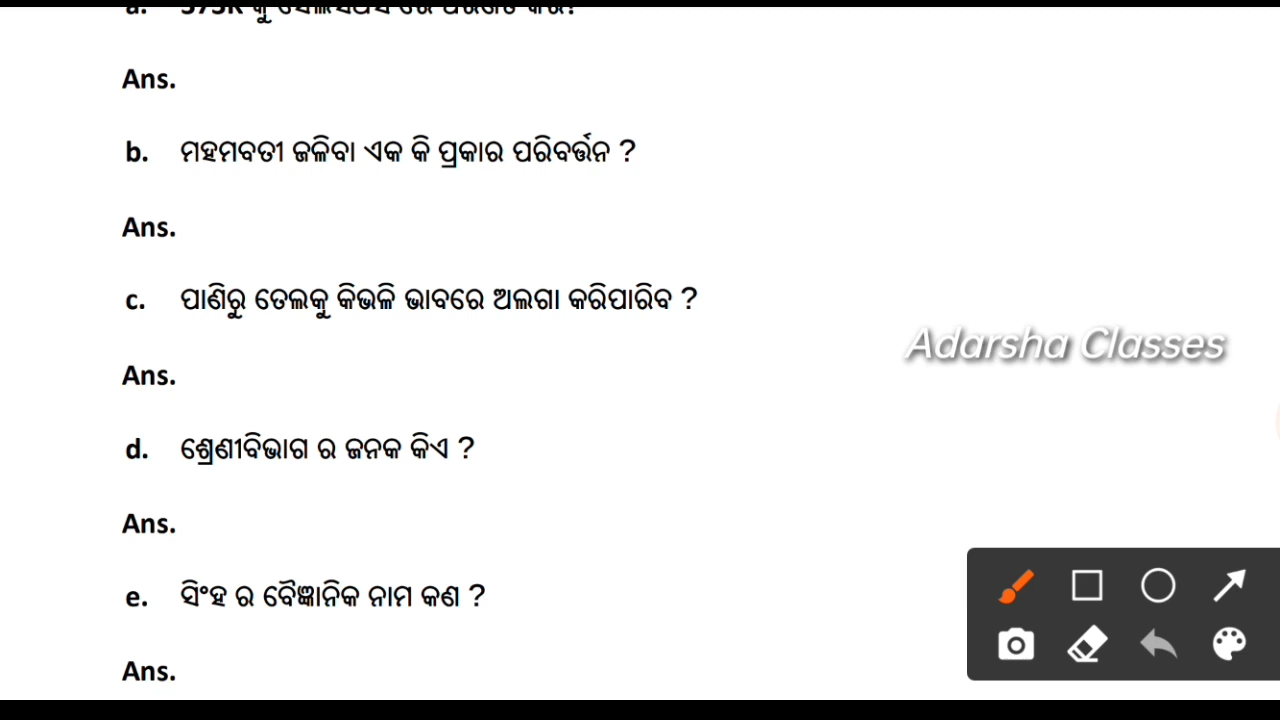 Ans.
b. ମହମବତୀ ଜଳିବା ଏକ କି ପ୍ରକାର ପରିବର୍ତ୍ତନ ?
Ans.
c. ପାଣିରୁ ତେଲକୁ କିଭଳି ଭାବରେ ଅଲଗା କରିପାରିବ ?
Adarsha Classes
Ans.
d. ଶ୍ରେଣୀବିଭାଗ ର ଜନକ କିଏ ?
Ans.
e. ସିଂହ ର ବୈଜ୍ଞାନିକ ନାମ କଣ ?
Ans.